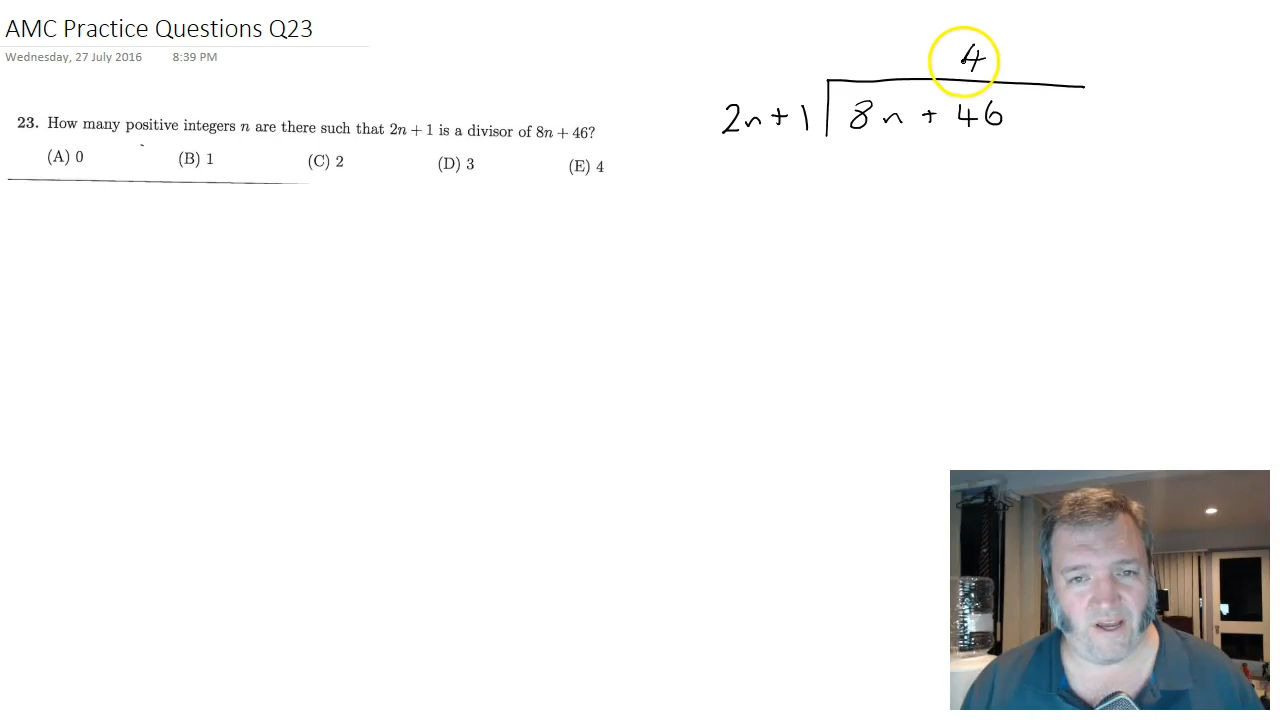 AMC Practice Questions Q23
Wednesday, 27 July 2016 8:39 PM
23. How many positive integers n are there such that 2n + 1 is a divisor of 8n + 46?
(A) 0 (B) 1 (C) 2 (D) 3 (E) 4
4
2n+1 8n + 46